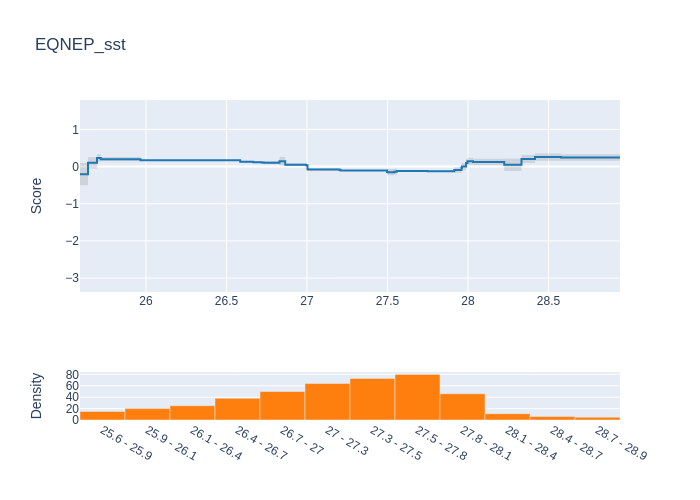 EQNEP_sst
Score
1
0
−1
−2
−3
26
26.5
27
27.5
28
28.5
Density
80
60
40
20
0
25.6 - 25.9
25.9 - 26.1
26.1 - 26.4
26.4 - 26.7
26.7 - 27
27 - 27.3
27.3 - 27.5
27.5 - 27.8
27.8 - 28.1
28.1 - 28.4
28.4 - 28.7
28.7 - 28.9